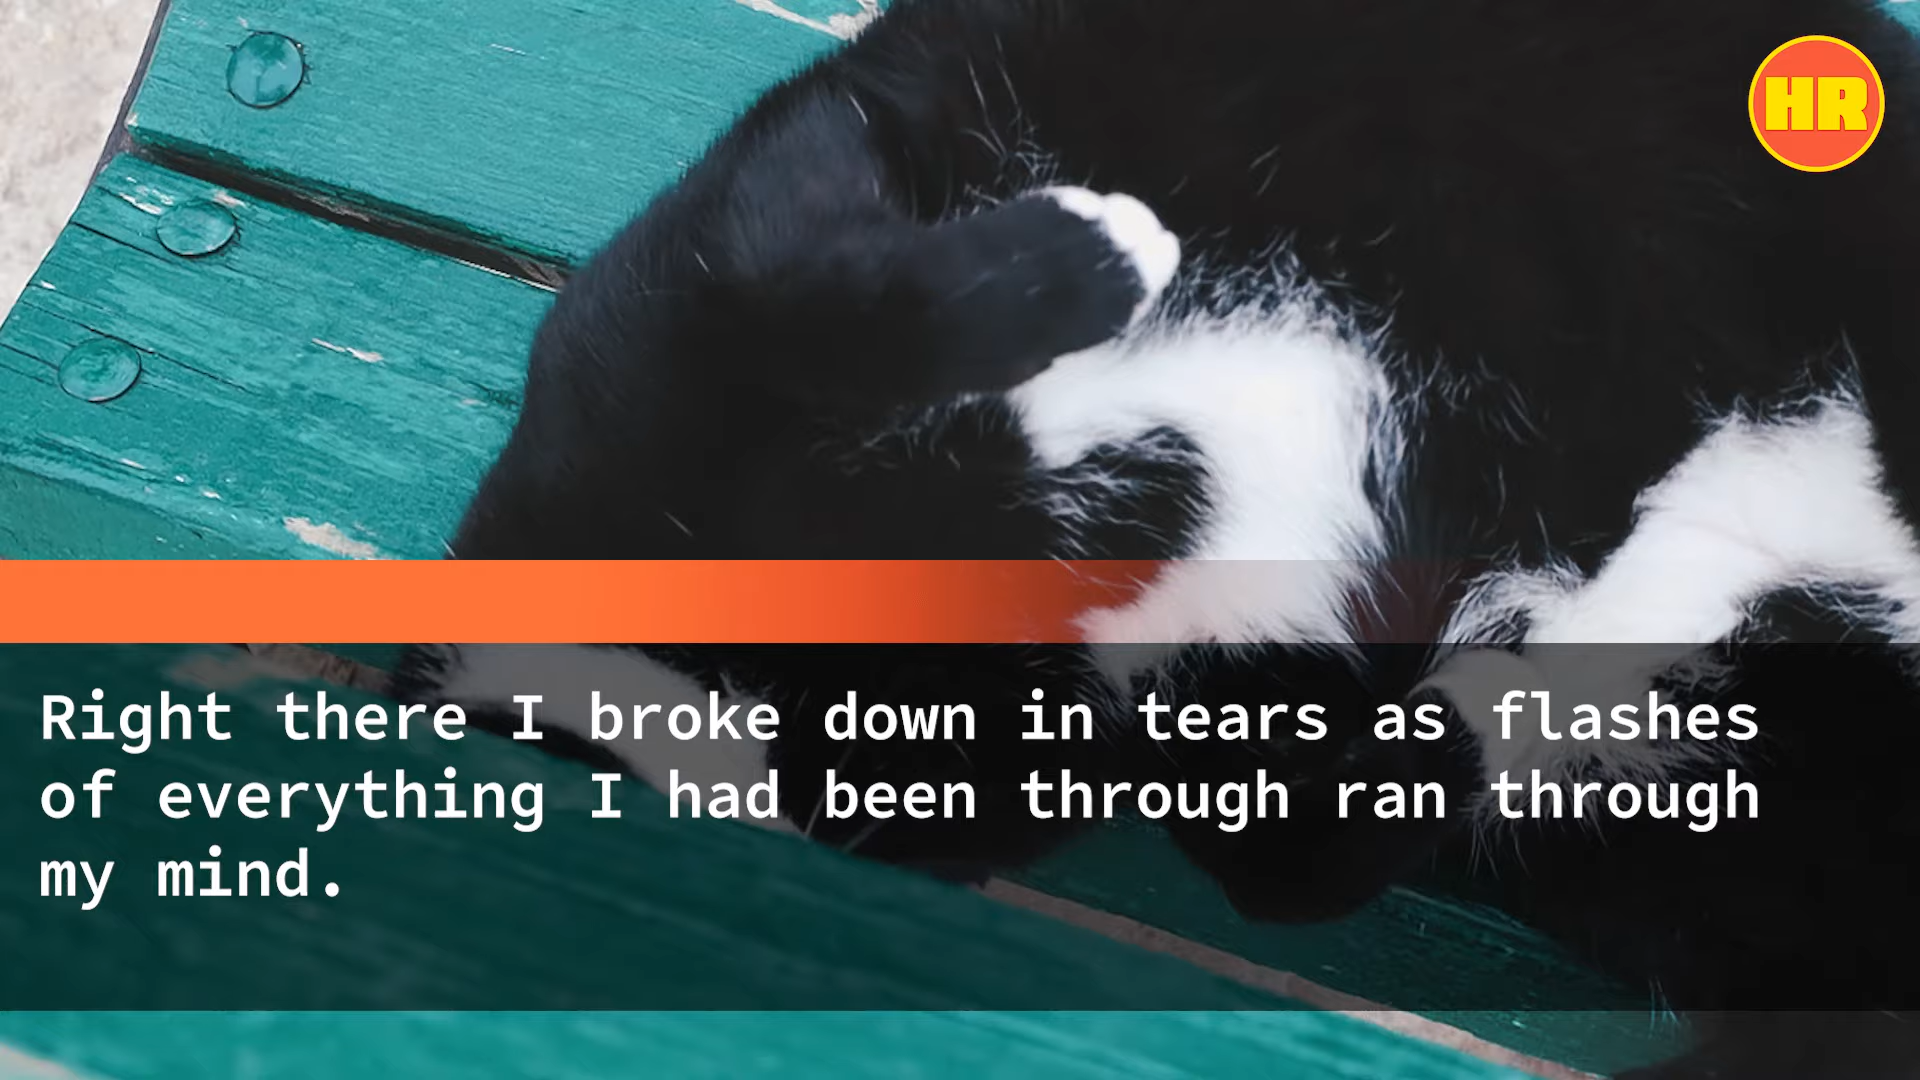 HR
Right there I broke down in tears as flashes
of everything I had been through ran through
my mind.